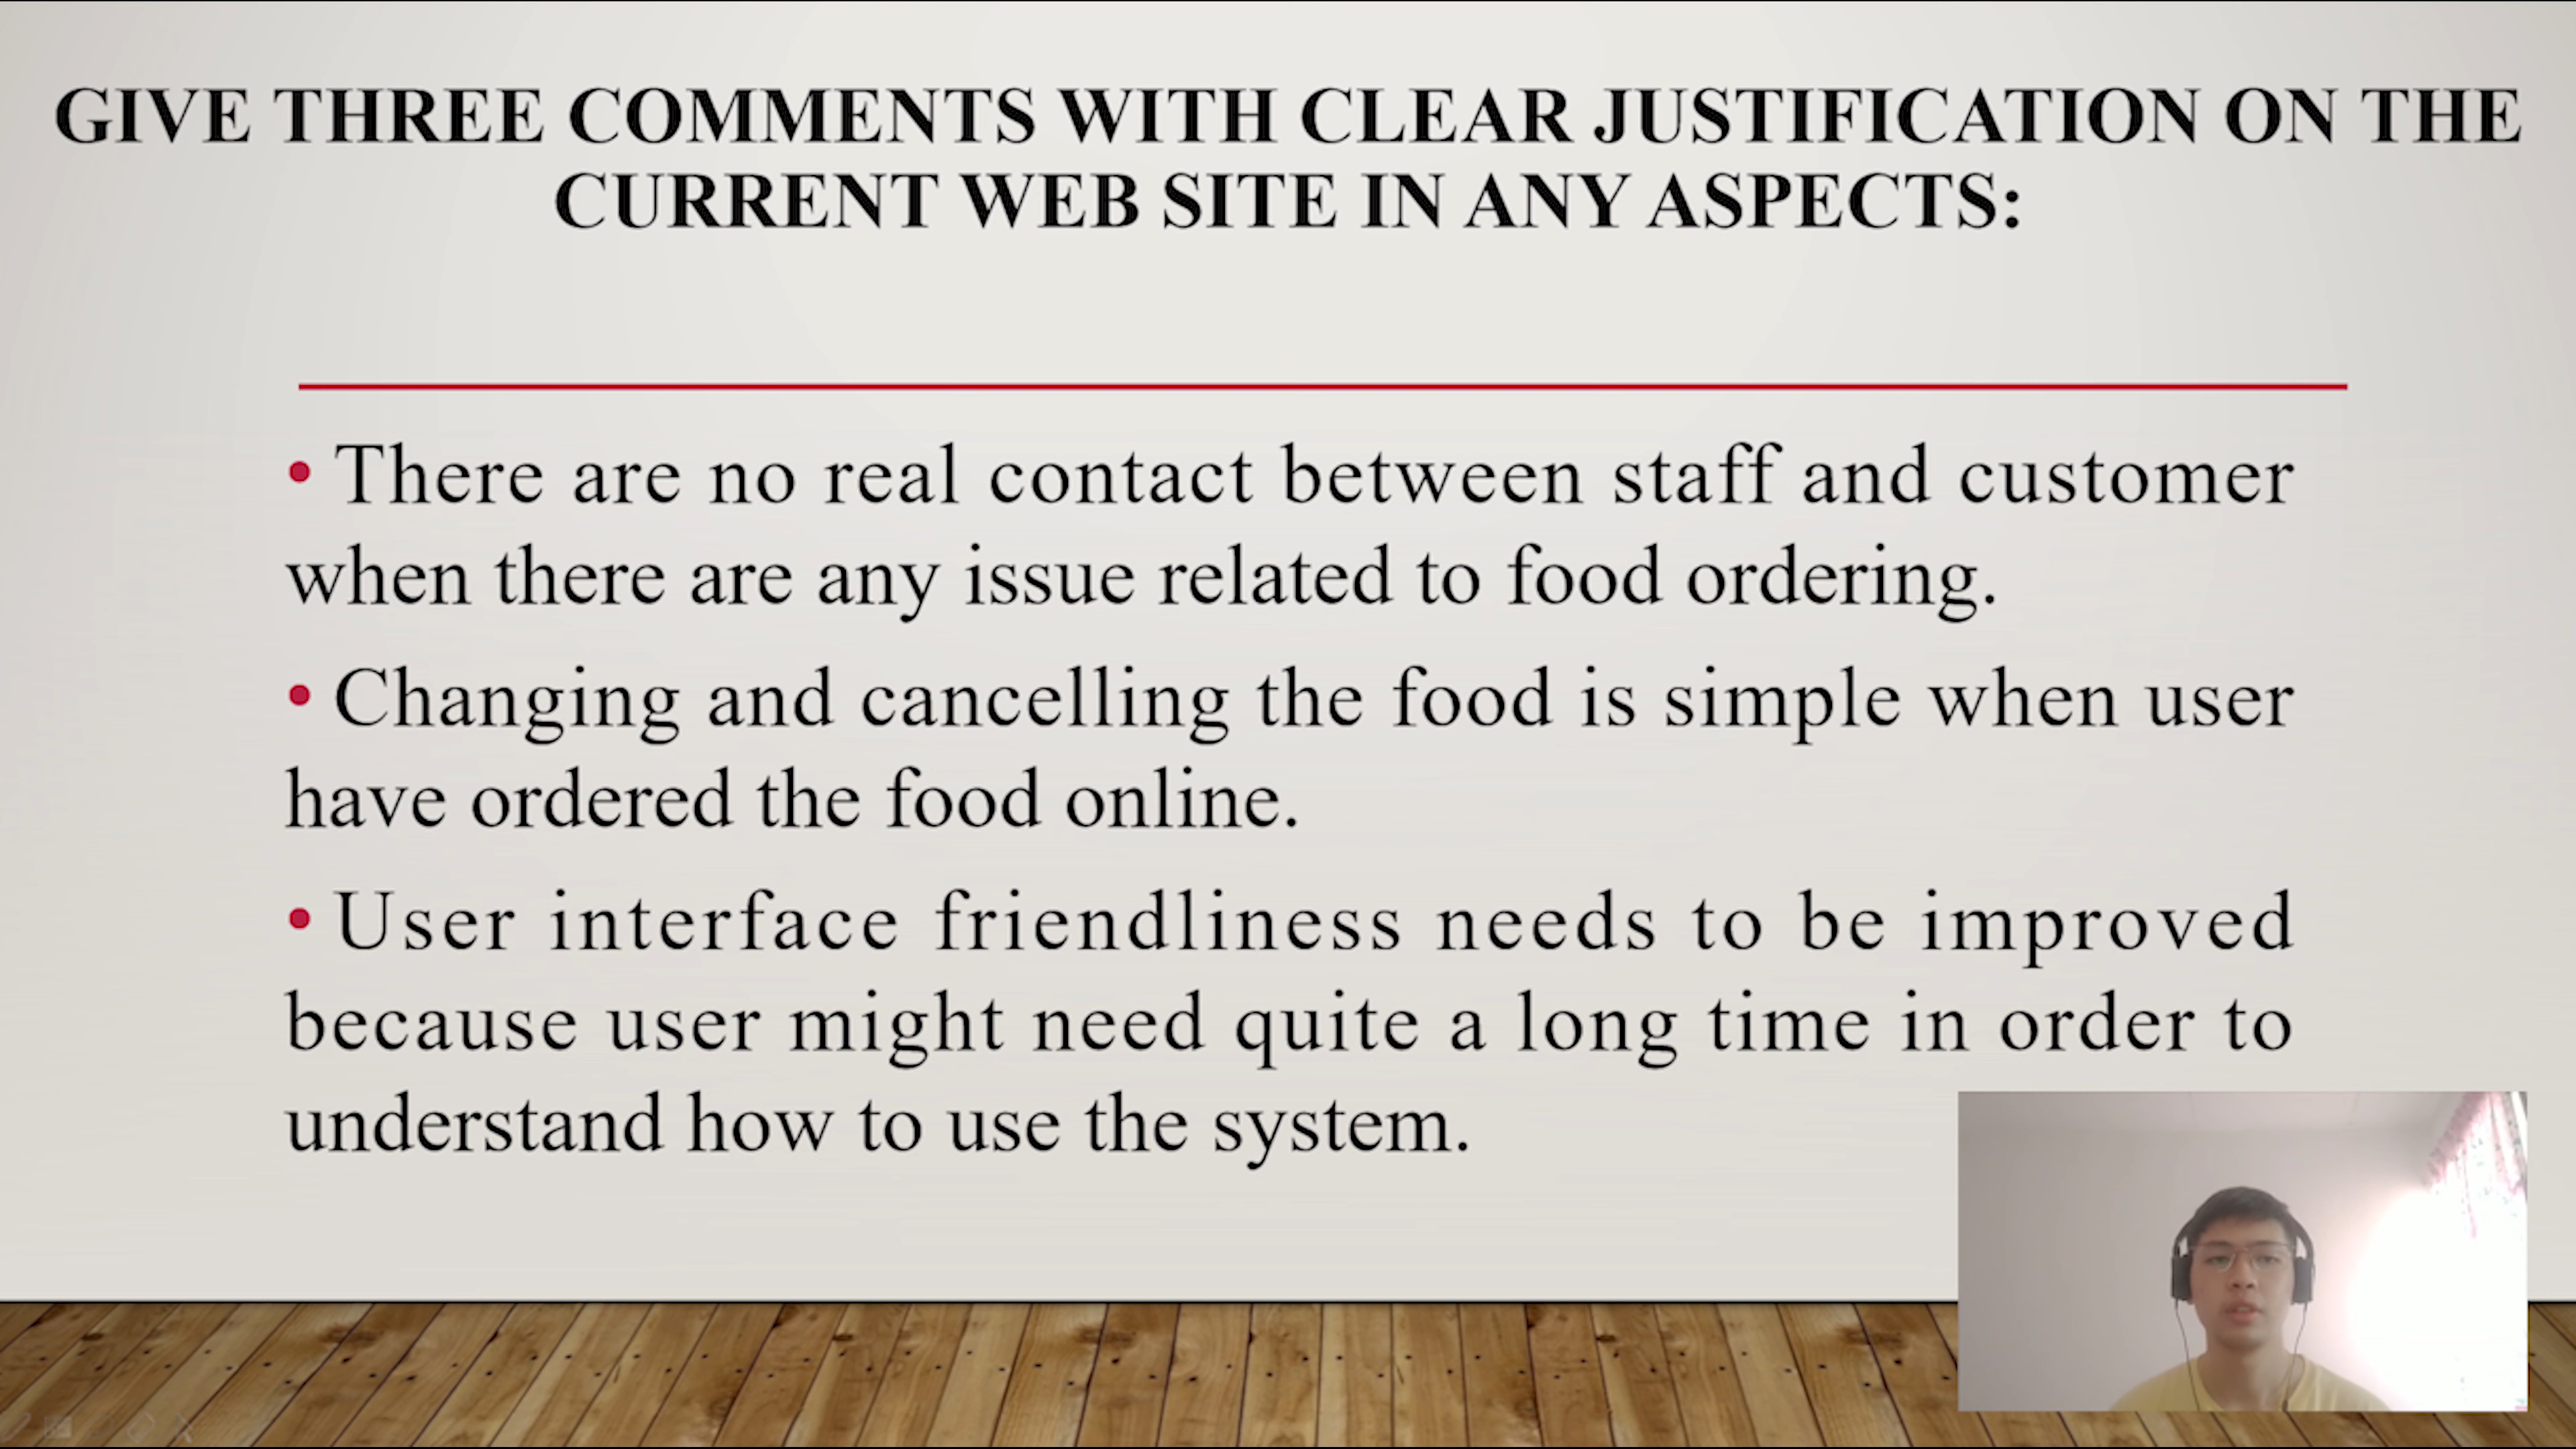 GIVE THREE COMMENTS WITH CLEAR JUSTIFICATION ON THE
CURRENT WEB SITE IN ANY ASPECTS:
• There are no real contact between staff and customer
when there are any issue related to food ordering.
• Changing and cancelling the food is simple when user
have ordered the food online.
• User interface friendliness needs to be improved
because user might need quite a long time in order to
understand how to use the system.